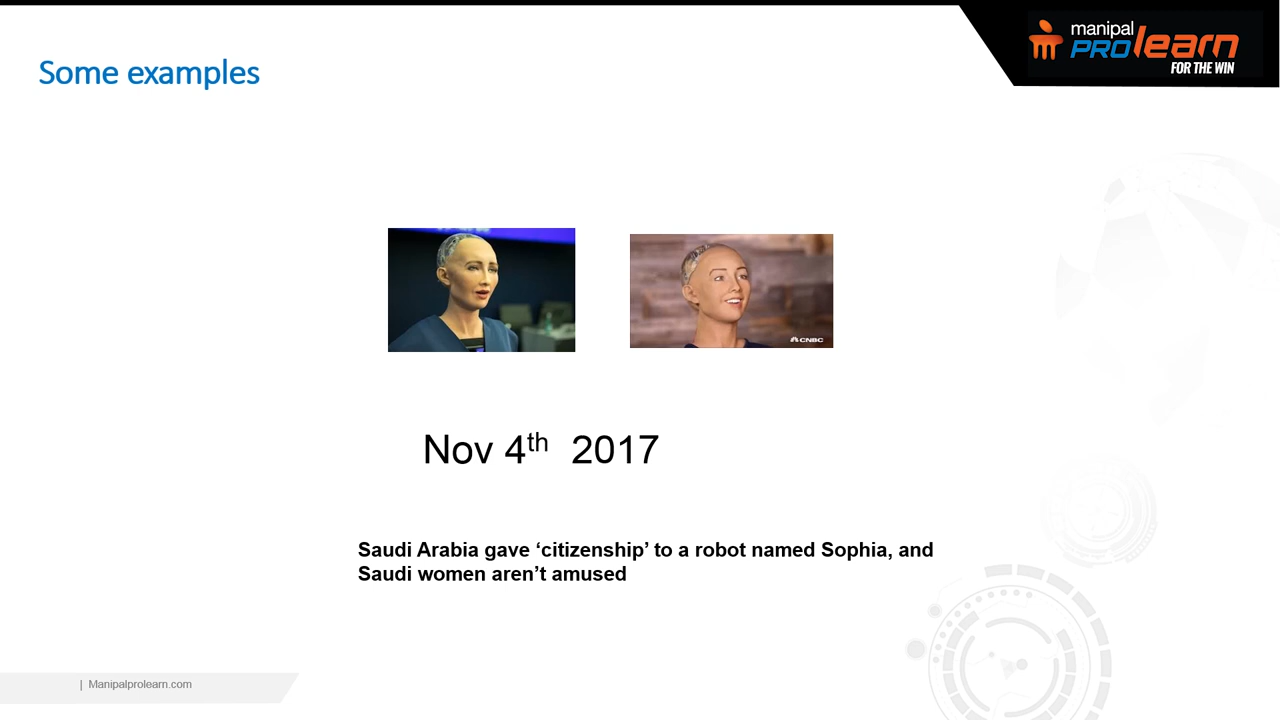 manipal
PROlearn
FOR THE WIN
Some examples
CNBC
Nov 4th 2017
Saudi Arabia gave ‘citizenship’ to a robot named Sophia, and
Saudi women aren’t amused
| Manipalprolearn.com